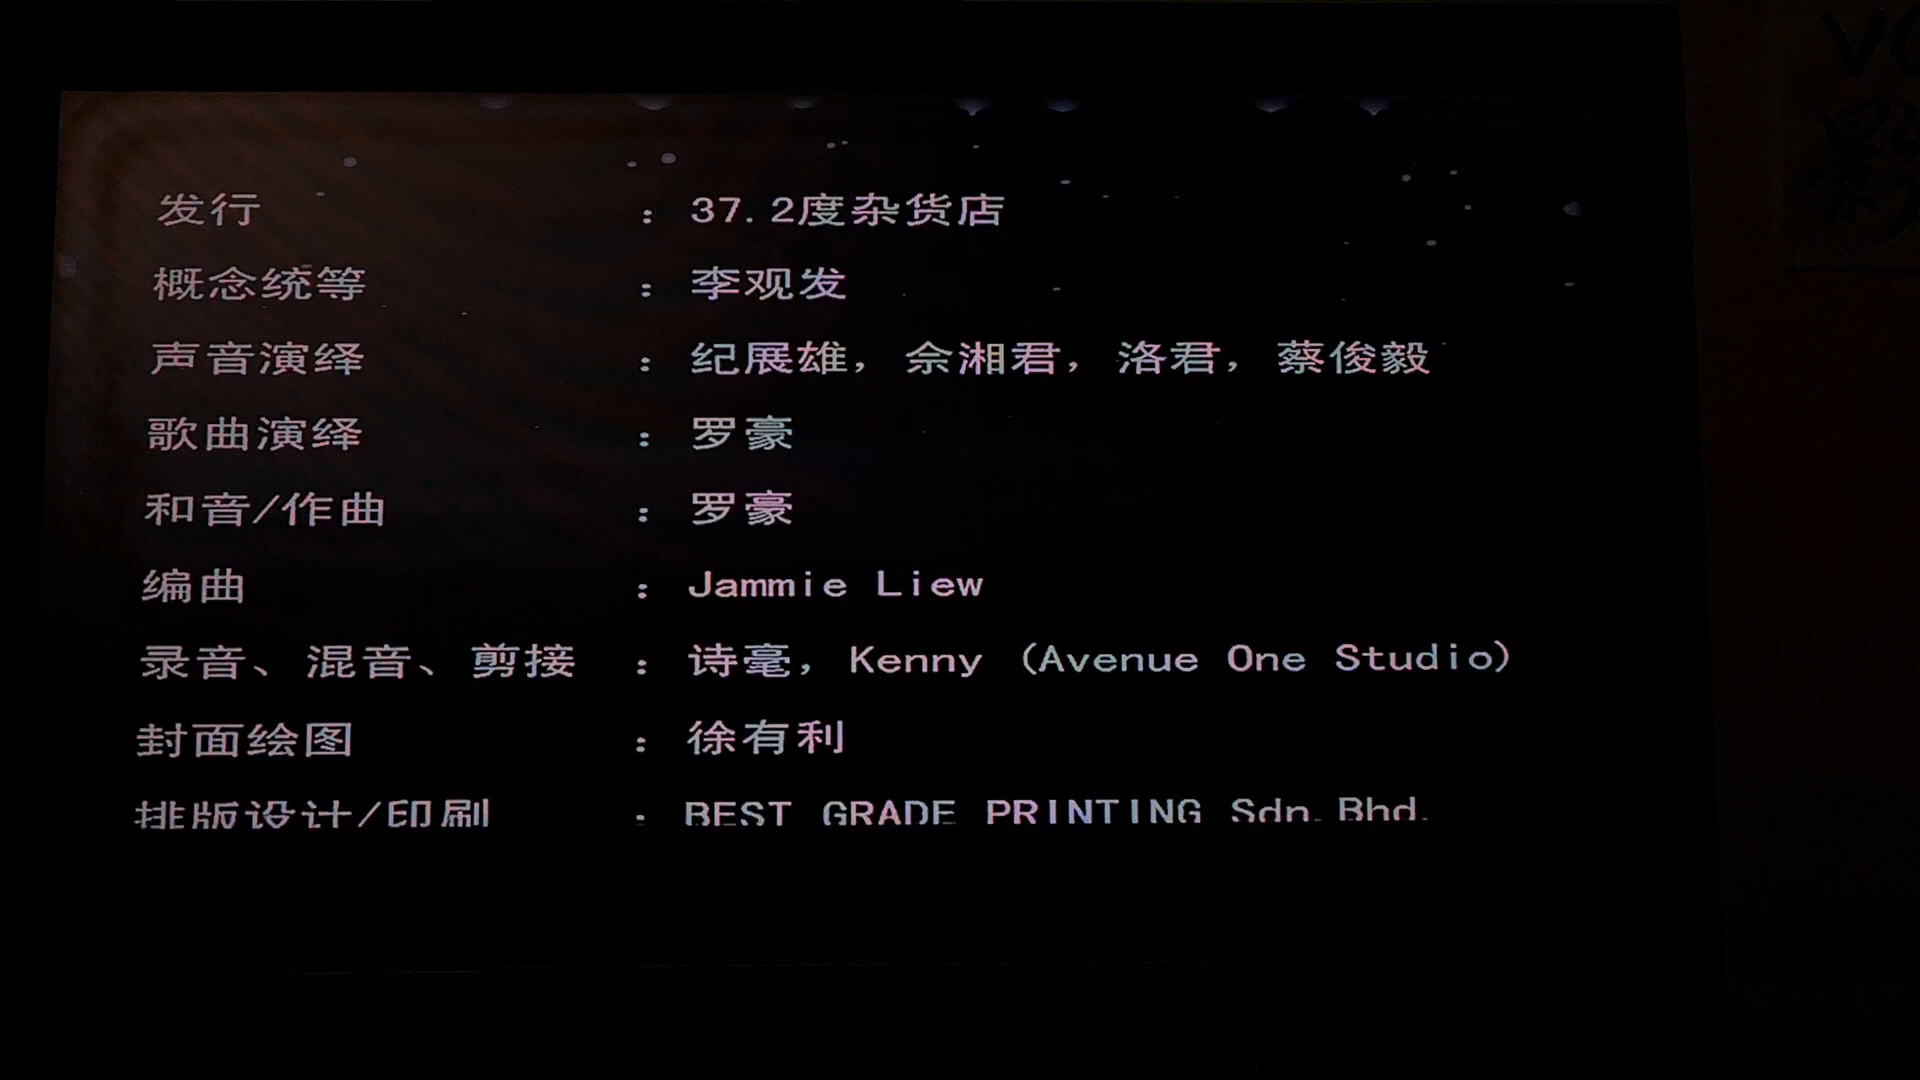 发行 : 37.2度杂货店
概念统等 : 李观发
声音演绎 : 纪展雄, 佘湘君, 洛君, 蔡俊毅
歌曲演绎 : 罗豪
和音/作曲 : 罗豪
编曲 : Jammie Liew
录音、混音、剪接 : 诗毫, Kenny (Avenue One Studio)
封面绘图 : 徐有利
排版设计/印刷 : BEST GRADE PRINTING Sdn.Bhd.